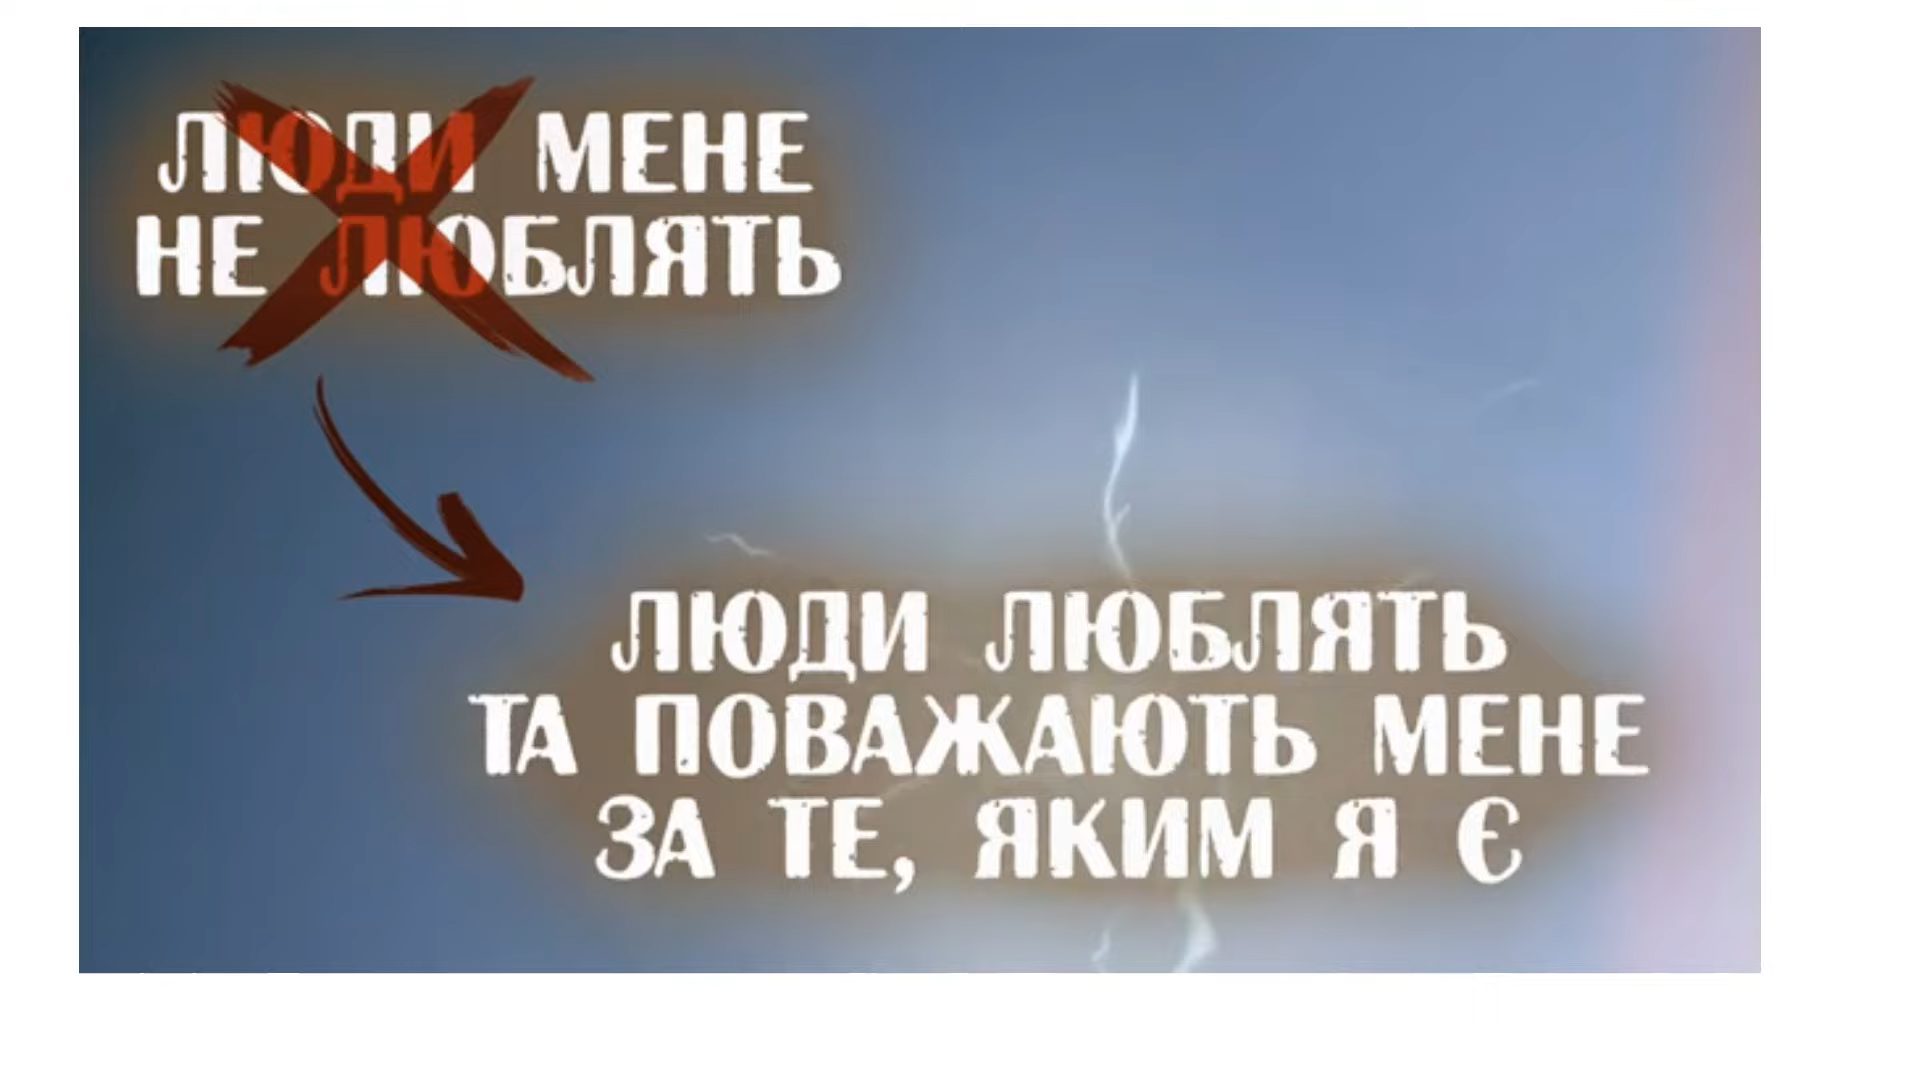 ЛЮДИ МЕНЕ
НЕ ЛЮБЛЯТЬ
ЛЮДИ ЛЮБЛЯТЬ
ТА ПОВАЖАЮТЬ МЕНЕ
ЗА ТЕ, ЯКИМ Я Є